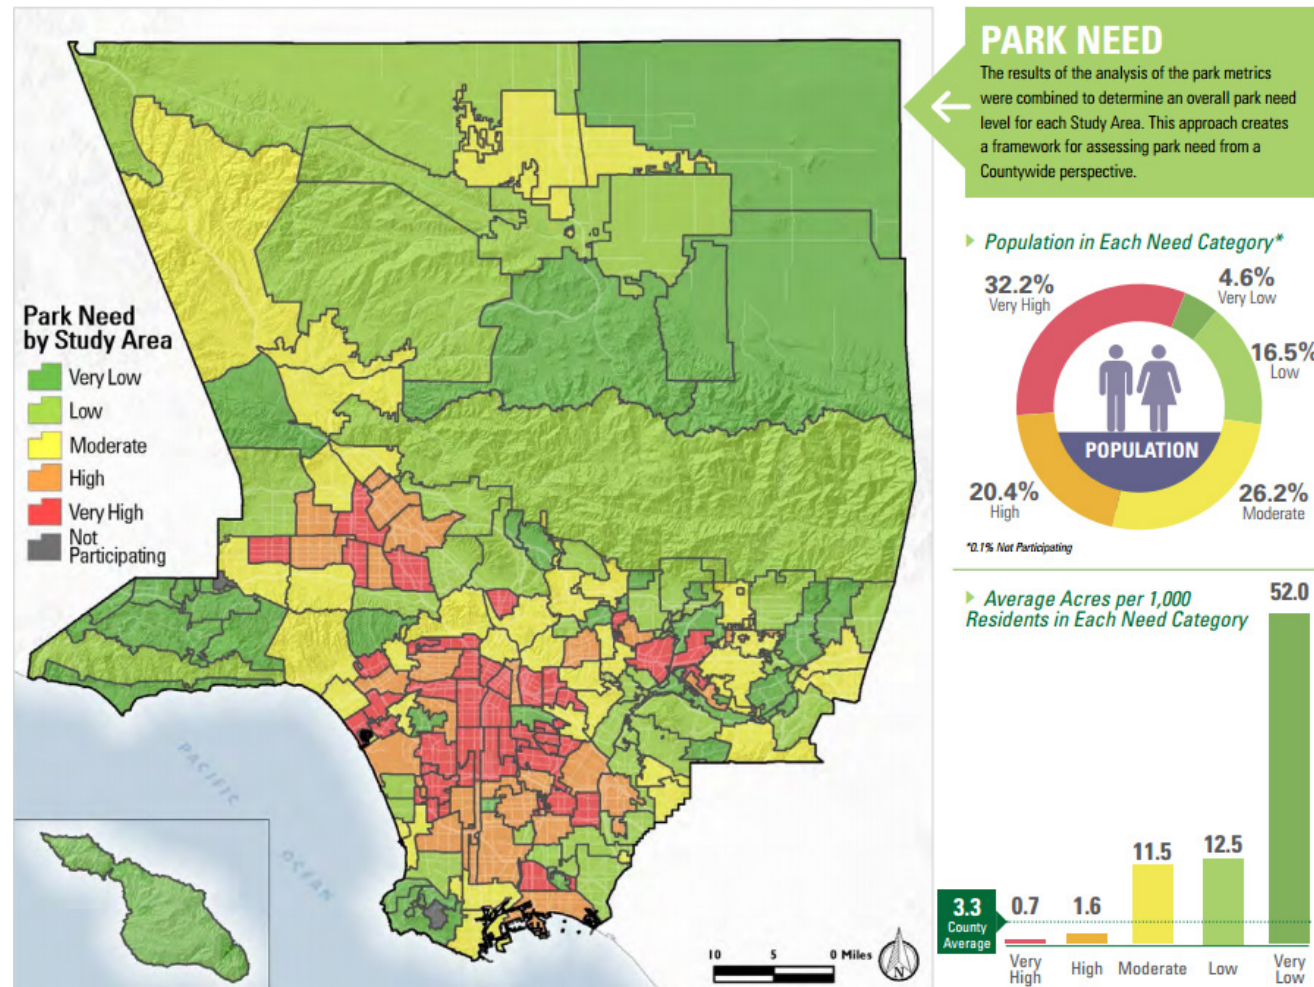 PARK NEED
The results of the analysis of the park metrics
were combined to determine an overall park need
level for each Study Area. This approach creates
a framework for assessing park need from a
Countywide perspective.
Park Need
by Study Area
Very Low
Low
Moderate
High
Very High
Not
Participating
PACIFIC
OCEAN
10 5 0 Miles
N
Population in Each Need Category*
32.2%
Very High
4.6%
Very Low
16.5%
Low
POPULATION
20.4%
High
26.2%
Moderate
*0.1% Not Participating
Average Acres per 1,000
Residents in Each Need Category
52.0
11.5
12.5
3.3
County
Average
0.7
1.6
Very
High
High
Moderate
Low
Very
Low